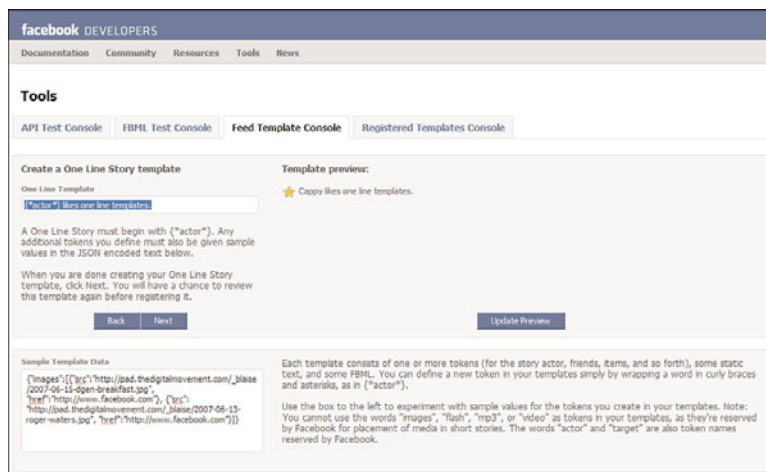 facebook DEVELOPERS
Documentation Community Resources Tools News
Tools
API Test Console FBML Test Console Feed Template Console Registered Templates Console
Create a One Line Story template
One Line Template
{*actor*} likes one line templates.
A One Line Story must begin with {*actor*}. Any
additional tokens you define must also be given sample
values in the JSON encoded text below.
When you are done creating your One Line Story
template, click Next. You will have a chance to review
this template again before registering it.
Back Next
Template preview:
Cappy likes one line templates.
Update Preview
Sample Template Data
{"images":[{"src":"http://pad.thedigitalmovement.com/_blaise
/2007-06-15-dgen-breakfast.jpg",
"href":"http://www.facebook.com"}, {"src":
"http://pad.thedigitalmovement.com/_blaise/2007-06-13-
roger-waters.jpg", "href":"http://www.facebook.com"}]}
Each template consists of one or more tokens (for the story actor, friends, items, and so forth), some static
text, and some FBML. You can define a new token in your templates simply by wrapping a word in curly braces
and asterisks, as in {*actor*}.
Use the box to the left to experiment with sample values for the tokens you create in your templates. Note:
You cannot use the words "images", "flash", "mp3", or "video" as tokens in your templates, as they're reserved
by Facebook for placement of media in short stories. The words "actor" and "target" are also token names
reserved by Facebook.